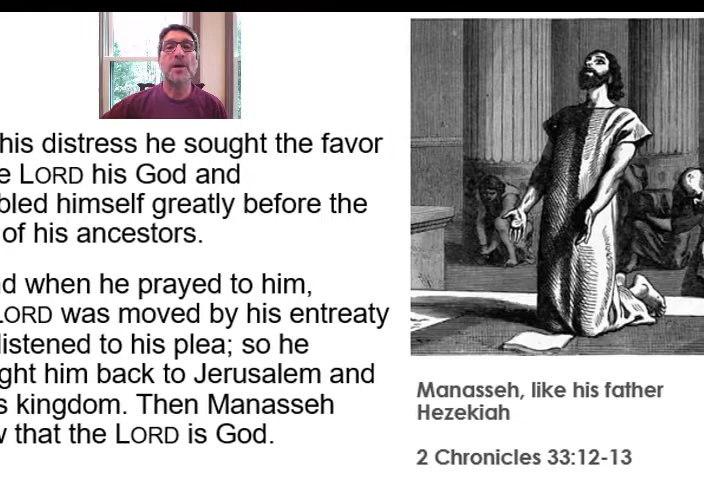 his distress he sought the favor
e LORD his God and
bled himself greatly before the
of his ancestors.
d when he prayed to him,
LORD was moved by his entreaty
listened to his plea; so he
ght him back to Jerusalem and
s kingdom. Then Manasseh
w that the LORD is God.
Manasseh, like his father
Hezekiah
2 Chronicles 33:12-13